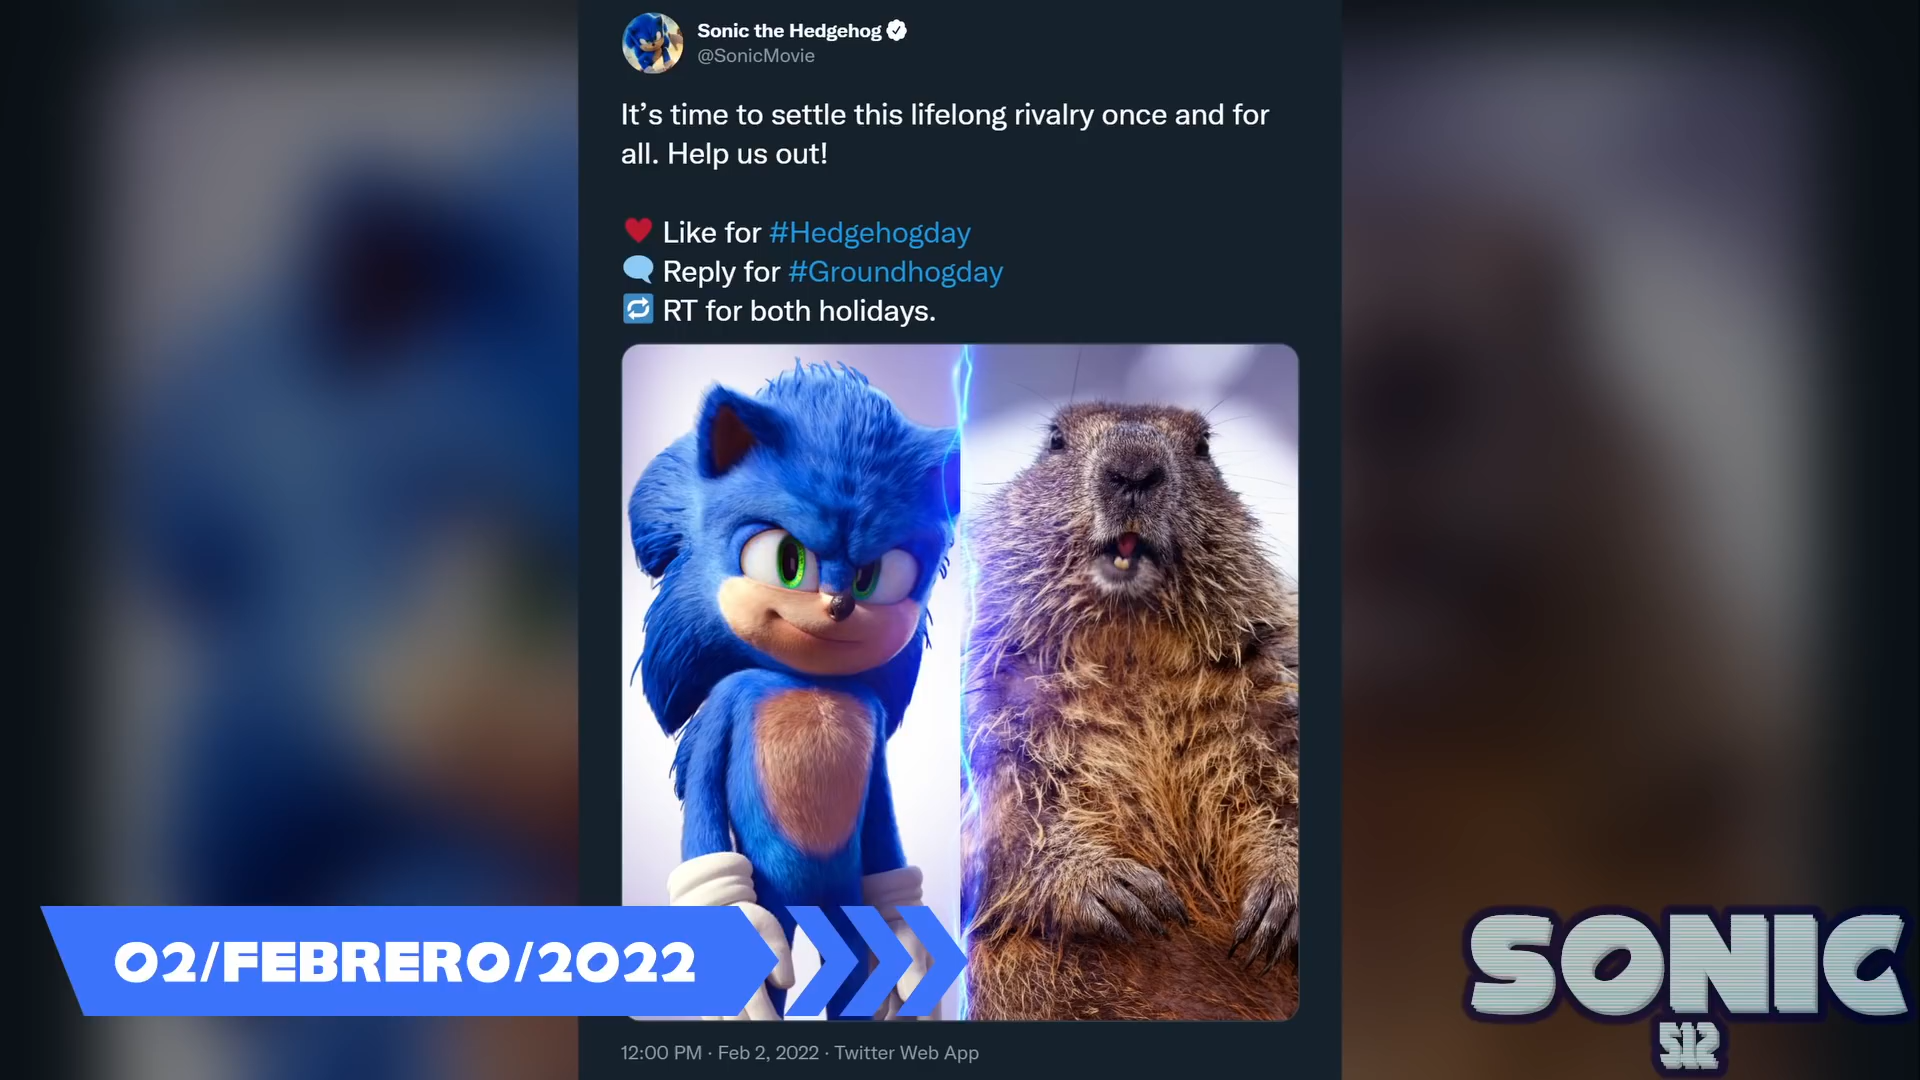 Sonic the Hedgehog
@SonicMovie
It’s time to settle this lifelong rivalry once and for
all. Help us out!
Like for #Hedgehogday
Reply for #Groundhogday
RT for both holidays.
02/FEBRERO/2022
SONIC
512
12:00 PM · Feb 2, 2022 · Twitter Web App